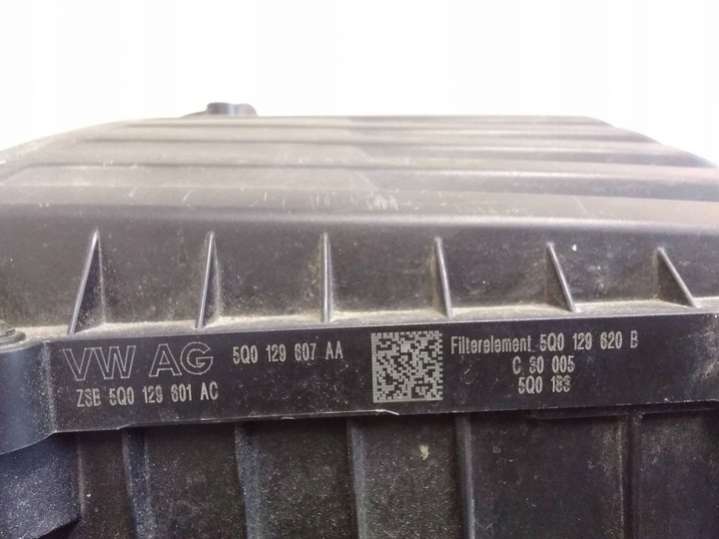 VW AG
5Q0 129 607 AA
ZSB 5Q0 129 601 AC
Filterelement 5Q0 129 620 B
C 30 005
5Q0 183